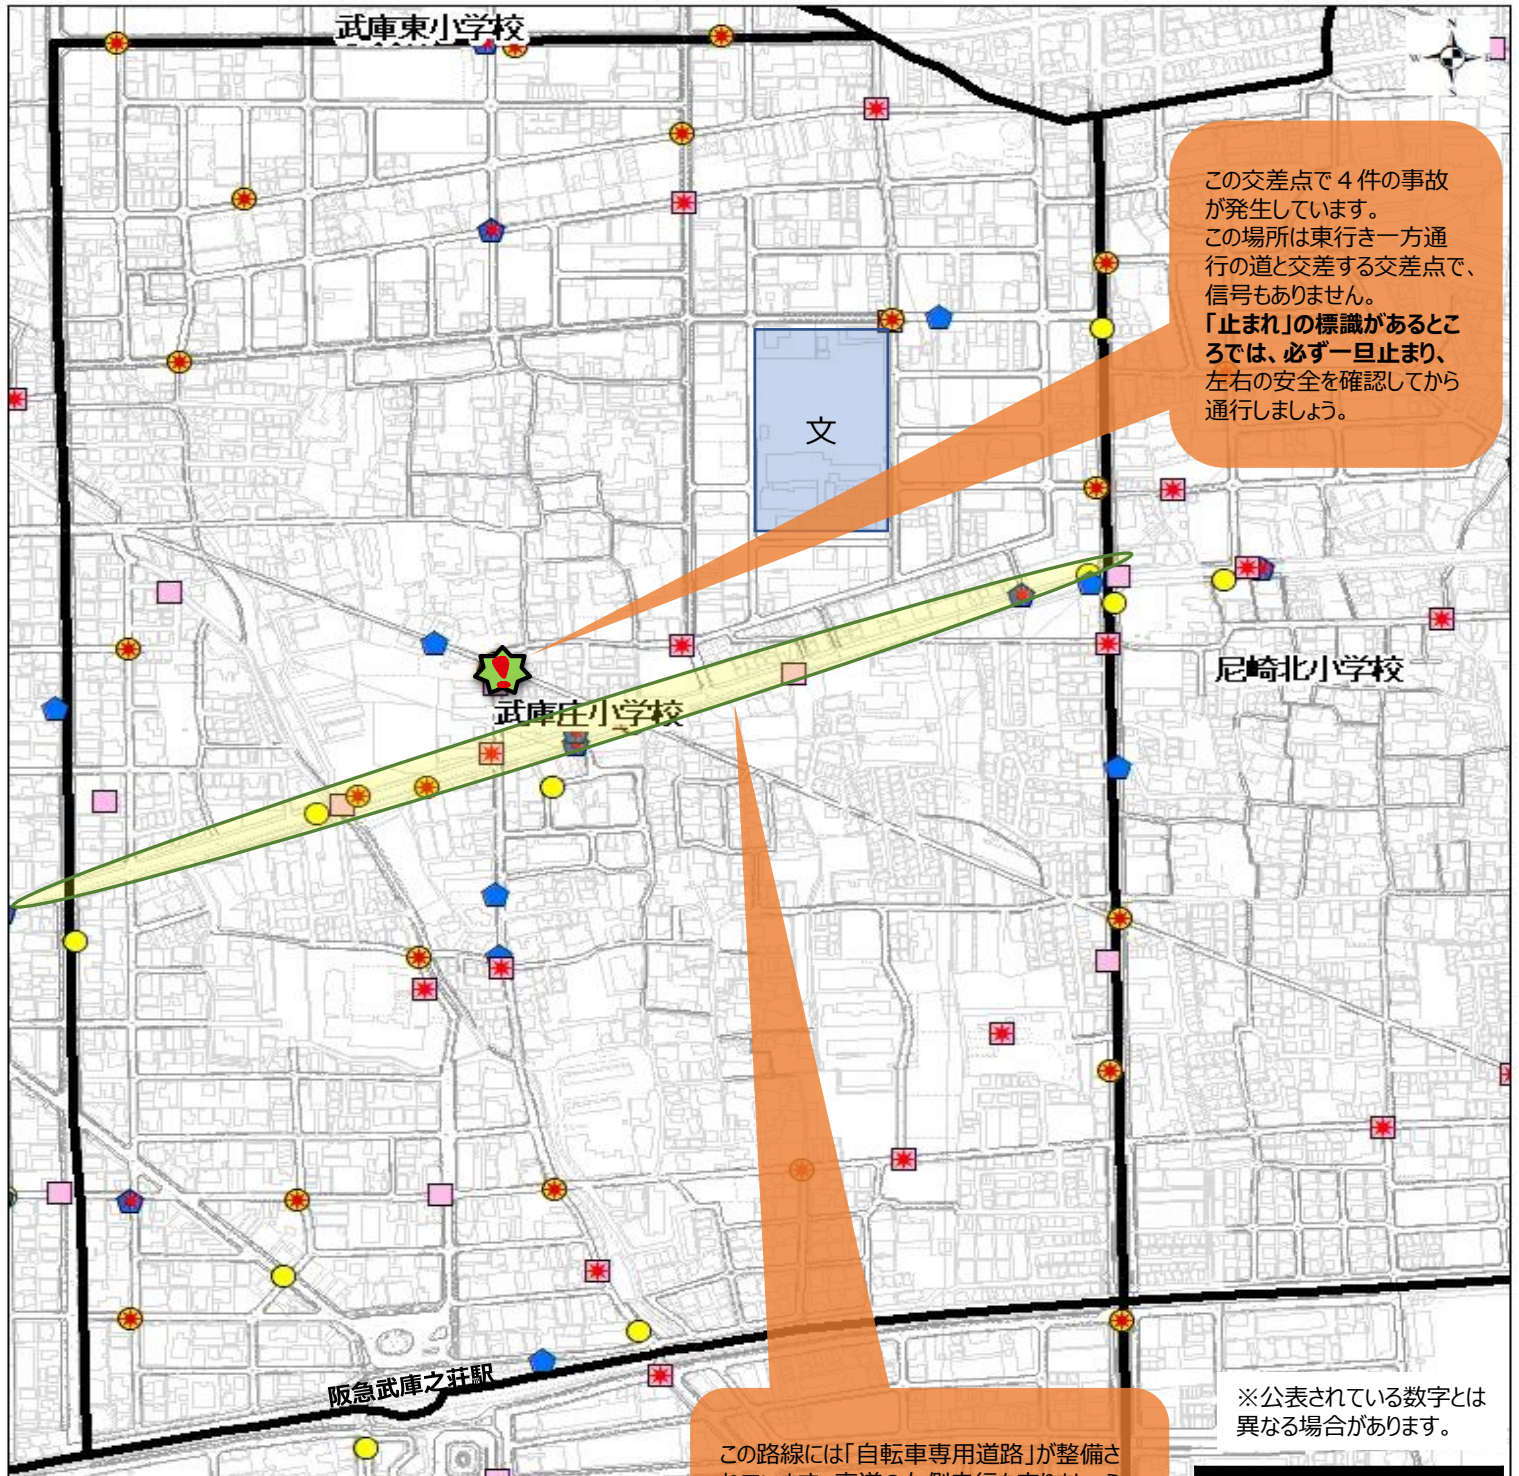 武庫東小学校
N
W
E
この交差点で４件の事故
が発生しています。
この場所は東行き一方通
行の道と交差する交差点で、
信号もありません。
「止まれ」の標識があるとこ
ろでは、必ず一旦止まり、
左右の安全を確認してから
通行しましょう。
文
尼崎北小学校
武庫庄小学校
阪急武庫之荘駅
※公表されている数字とは
異なる場合があります。
この路線には「自転車専用道路」が整備さ